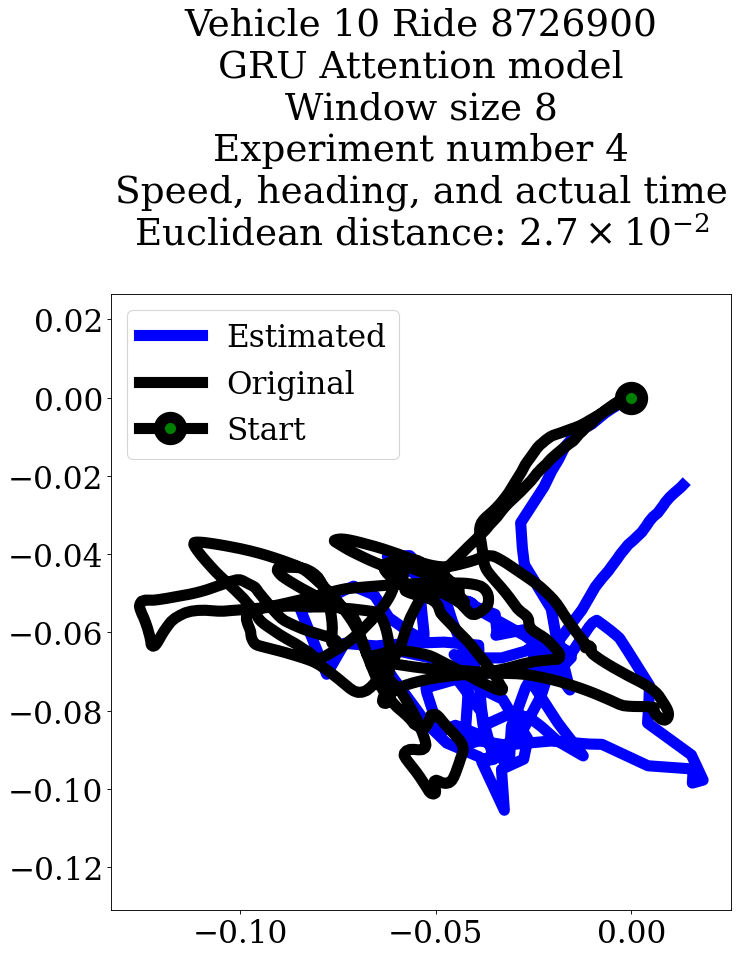 Vehicle 10 Ride 8726900
GRU Attention model
Window size 8
Experiment number 4
Speed, heading, and actual time
Euclidean distance: 2.7 × 10⁻²
Estimated
Original
Start
0.02
0.00
−0.02
−0.04
−0.06
−0.08
−0.10
−0.12
−0.10 −0.05 0.00